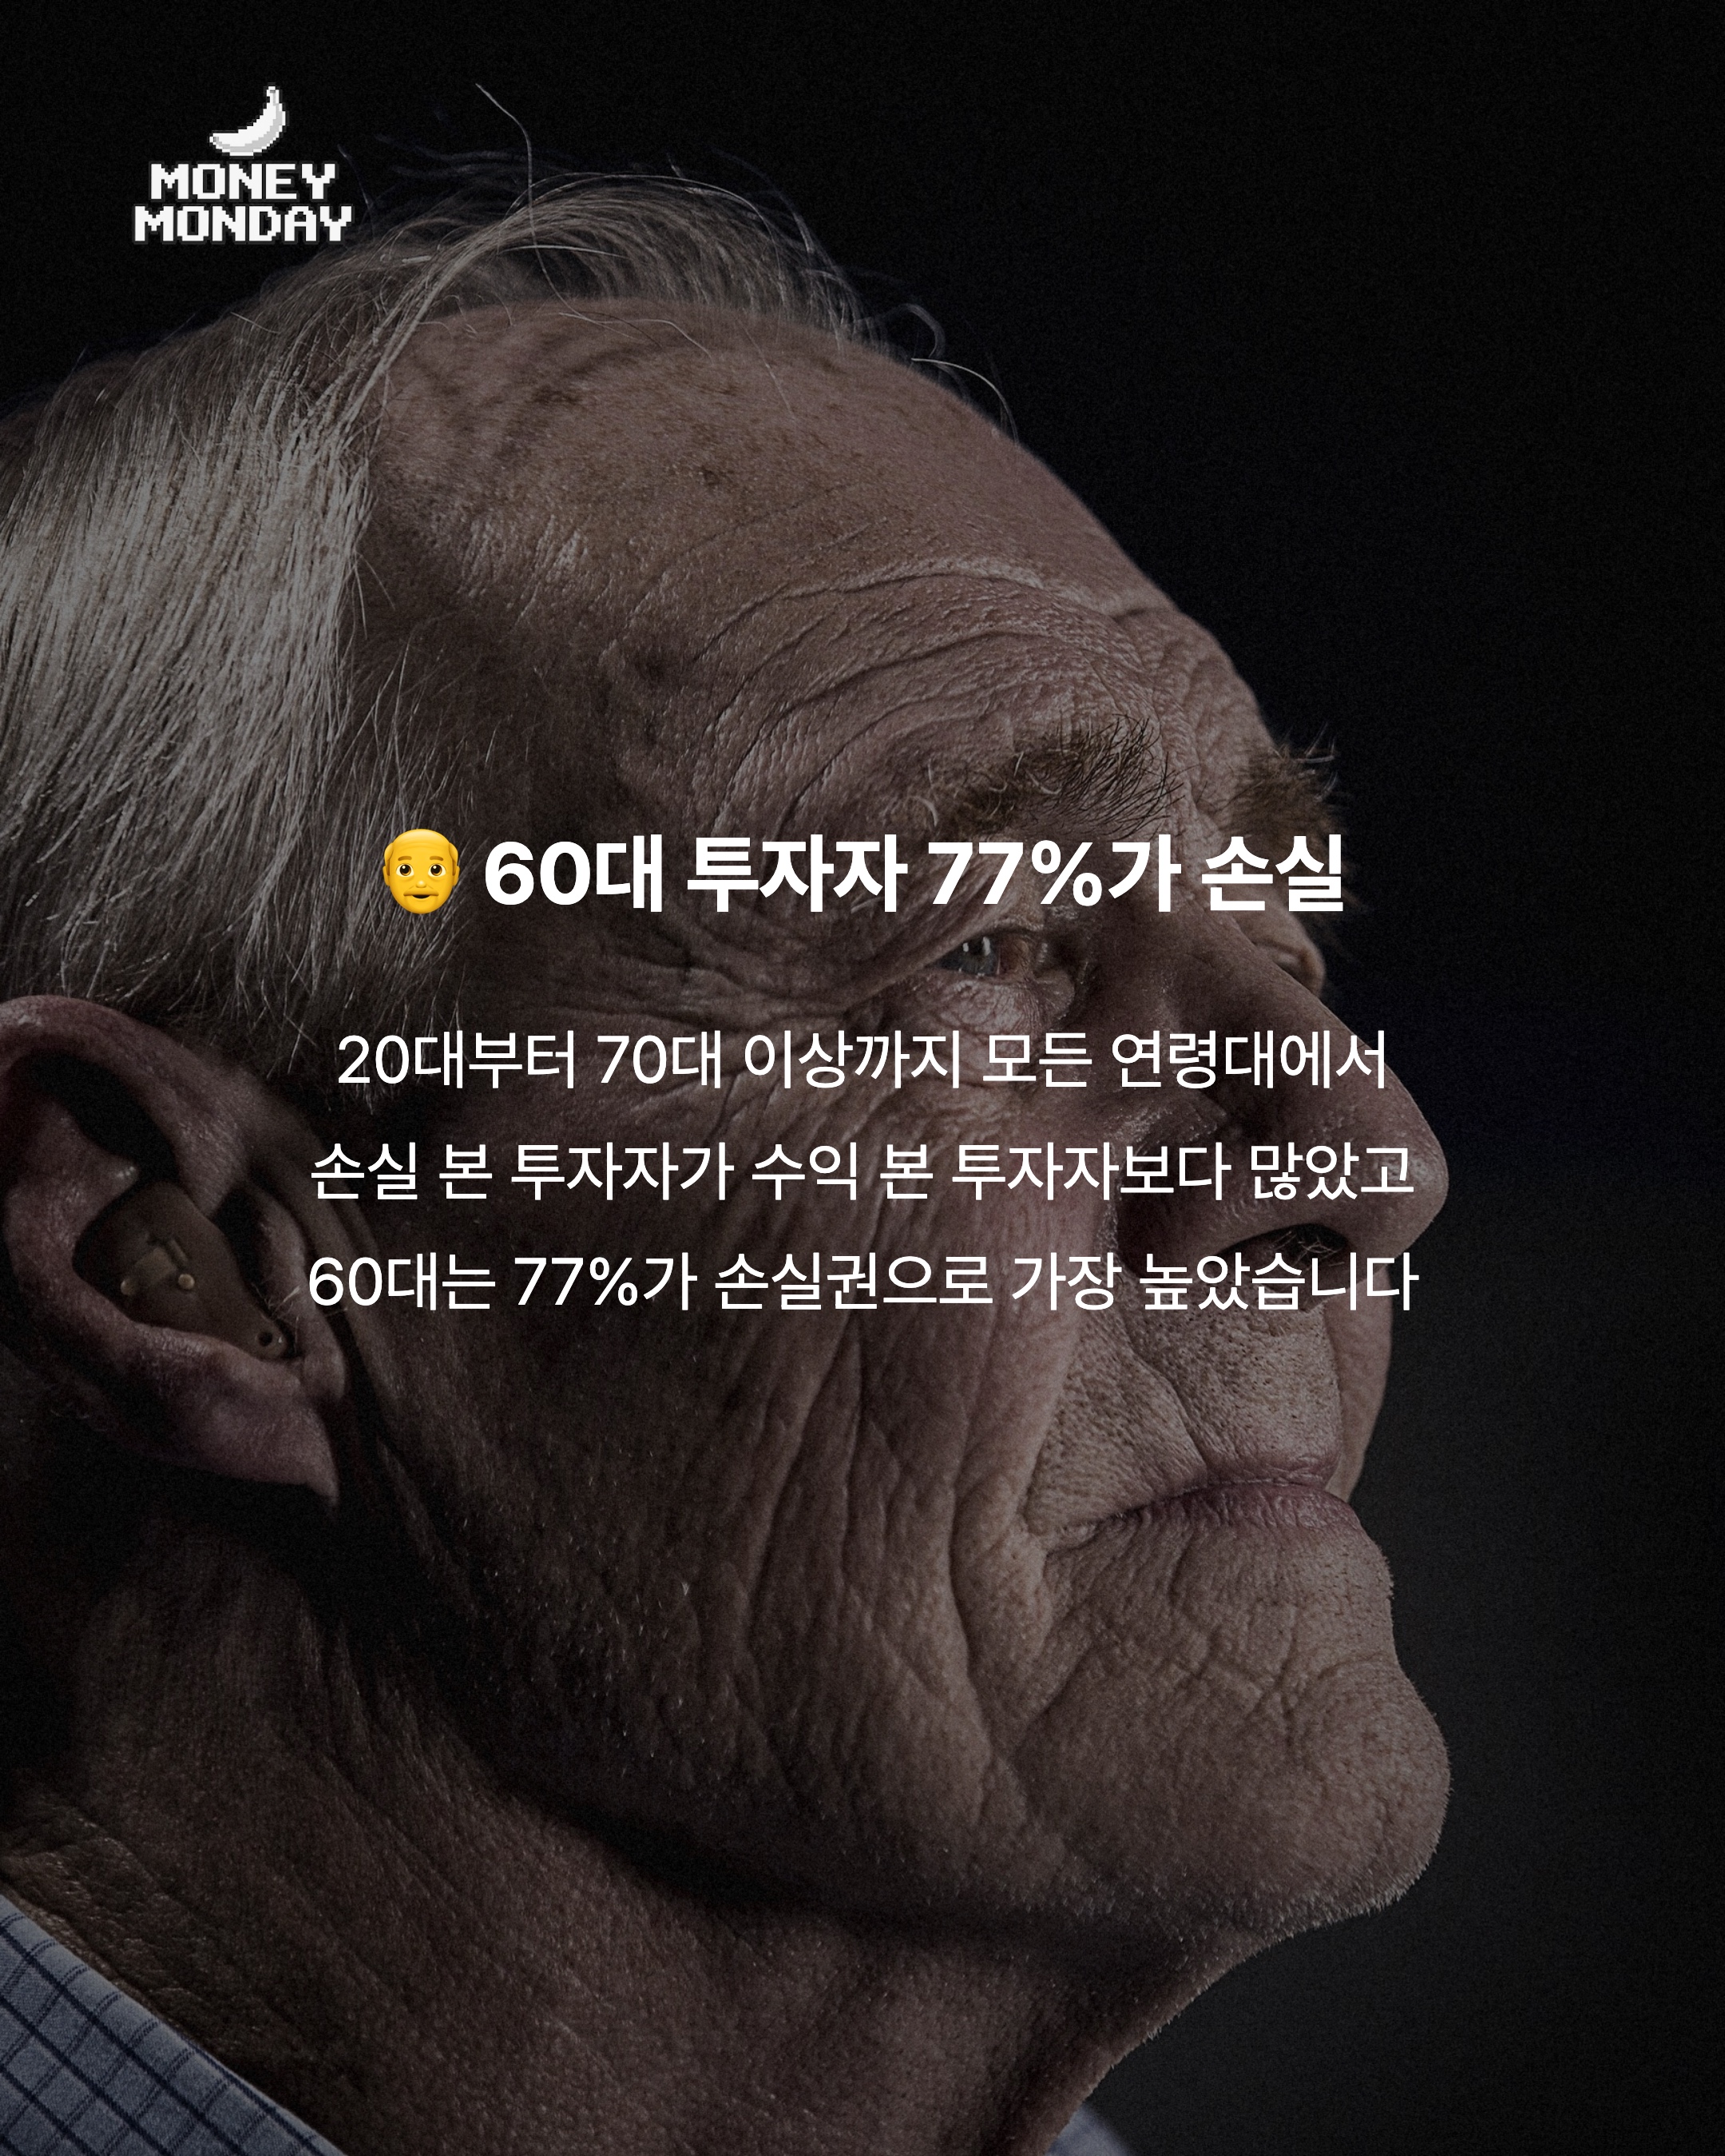 MONEY
MONDAY
👴 60대 투자자 77%가 손실
20대부터 70대 이상까지 모든 연령대에서
손실 본 투자자가 수익 본 투자자보다 많았고
60대는 77%가 손실권으로 가장 높았습니다